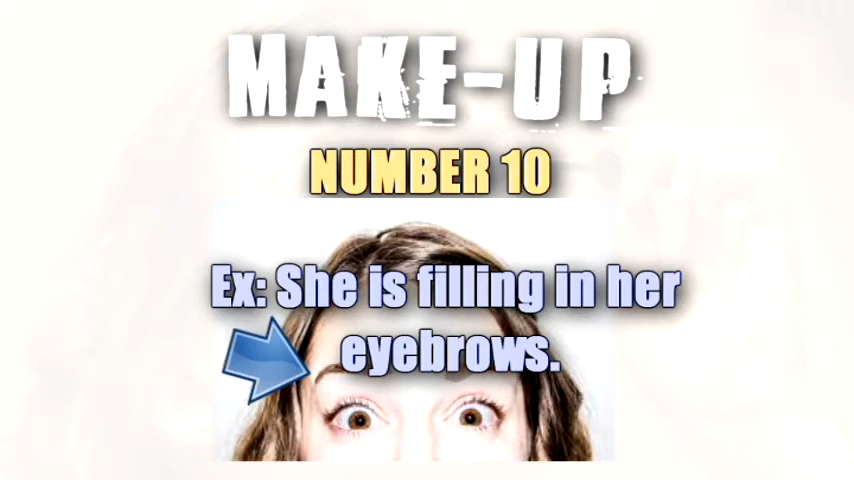 MAKE-UP
NUMBER 10
Ex: She is filling in her
eyebrows.